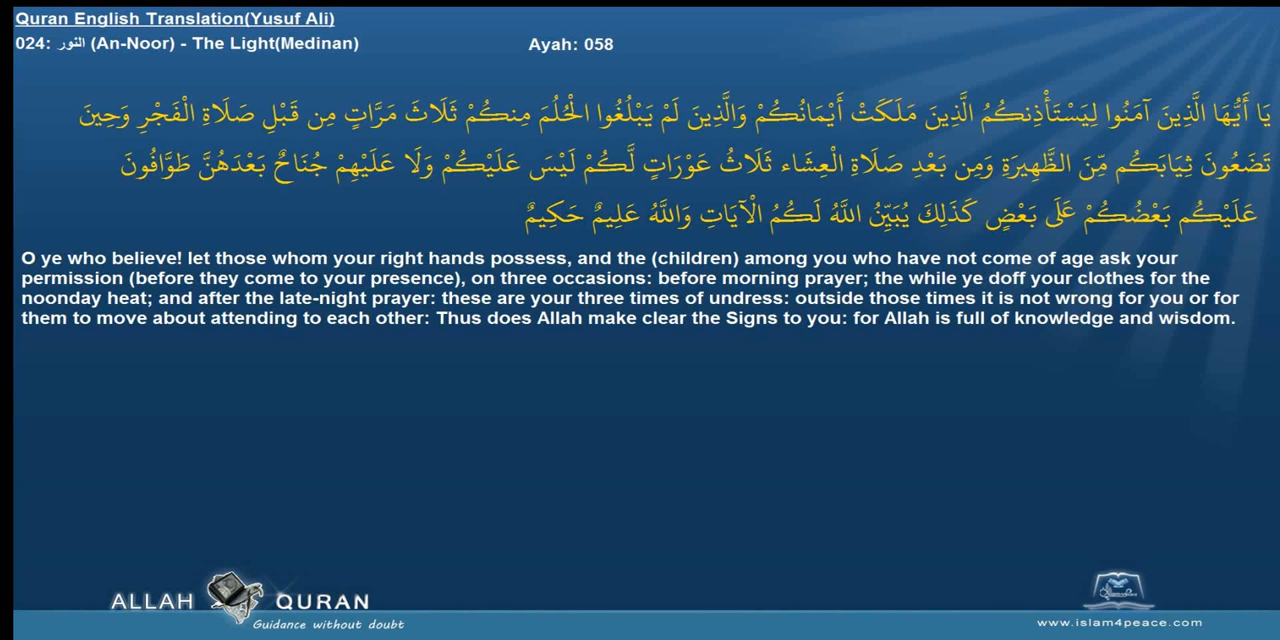 Quran English Translation(Yusuf Ali)
024: النور (An-Noor) - The Light(Medinan)
Ayah: 058
يَا أَيُّهَا الَّذِينَ آمَنُوا لِيَسْتَأْذِنكُمُ الَّذِينَ مَلَكَتْ أَيْمَانُكُمْ وَالَّذِينَ لَمْ يَبْلُغُوا الْحُلُمَ مِنكُمْ ثَلَاثَ مَرَّاتٍ مِن قَبْلِ صَلَاةِ الْفَجْرِ وَحِينَ
تَضَعُونَ ثِيَابَكُم مِّنَ الظَّهِيرَةِ وَمِن بَعْدِ صَلَاةِ الْعِشَاء ثَلَاثُ عَوْرَاتٍ لَّكُمْ لَيْسَ عَلَيْكُمْ وَلَا عَلَيْهِمْ جُنَاحٌ بَعْدَهُنَّ طَوَّافُونَ
عَلَيْكُم بَعْضُكُمْ عَلَى بَعْضٍ كَذَلِكَ يُبَيِّنُ اللَّهُ لَكُمُ الْآيَاتِ وَاللَّهُ عَلِيمٌ حَكِيمٌ
O ye who believe! let those whom your right hands possess, and the (children) among you who have not come of age ask your
permission (before they come to your presence), on three occasions: before morning prayer; the while ye doff your clothes for the
noonday heat; and after the late-night prayer: these are your three times of undress: outside those times it is not wrong for you or for
them to move about attending to each other: Thus does Allah make clear the Signs to you: for Allah is full of knowledge and wisdom.
ALLAH QURAN
Guidance without doubt
www.islam4peace.com